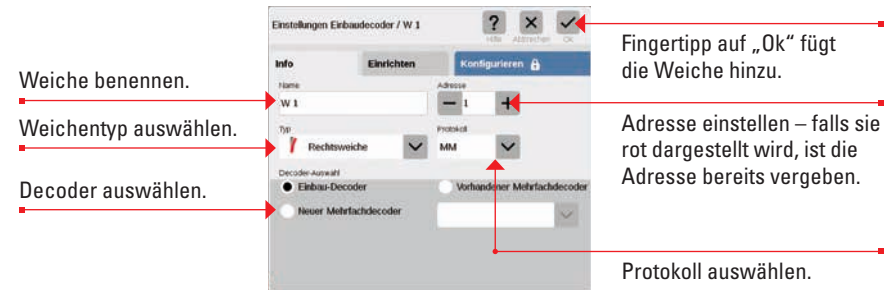 Einstellungen Einbaudecoder / W 1
?
Hilfe
Abbrechen
Ok
Info
Einrichten
Konfigurieren
Name
W 1
Adresse
1
Typ
Rechtsweiche
Protokoll
MM
Decoder-Auswahl
Einbau-Decoder
Vorhandener Mehrfachdecoder
Neuer Mehrfachdecoder
Weiche benennen.
Weichentyp auswählen.
Decoder auswählen.
Fingertipp auf „Ok“ fügt
die Weiche hinzu.
Adresse einstellen – falls sie
rot dargestellt wird, ist die
Adresse bereits vergeben.
Protokoll auswählen.